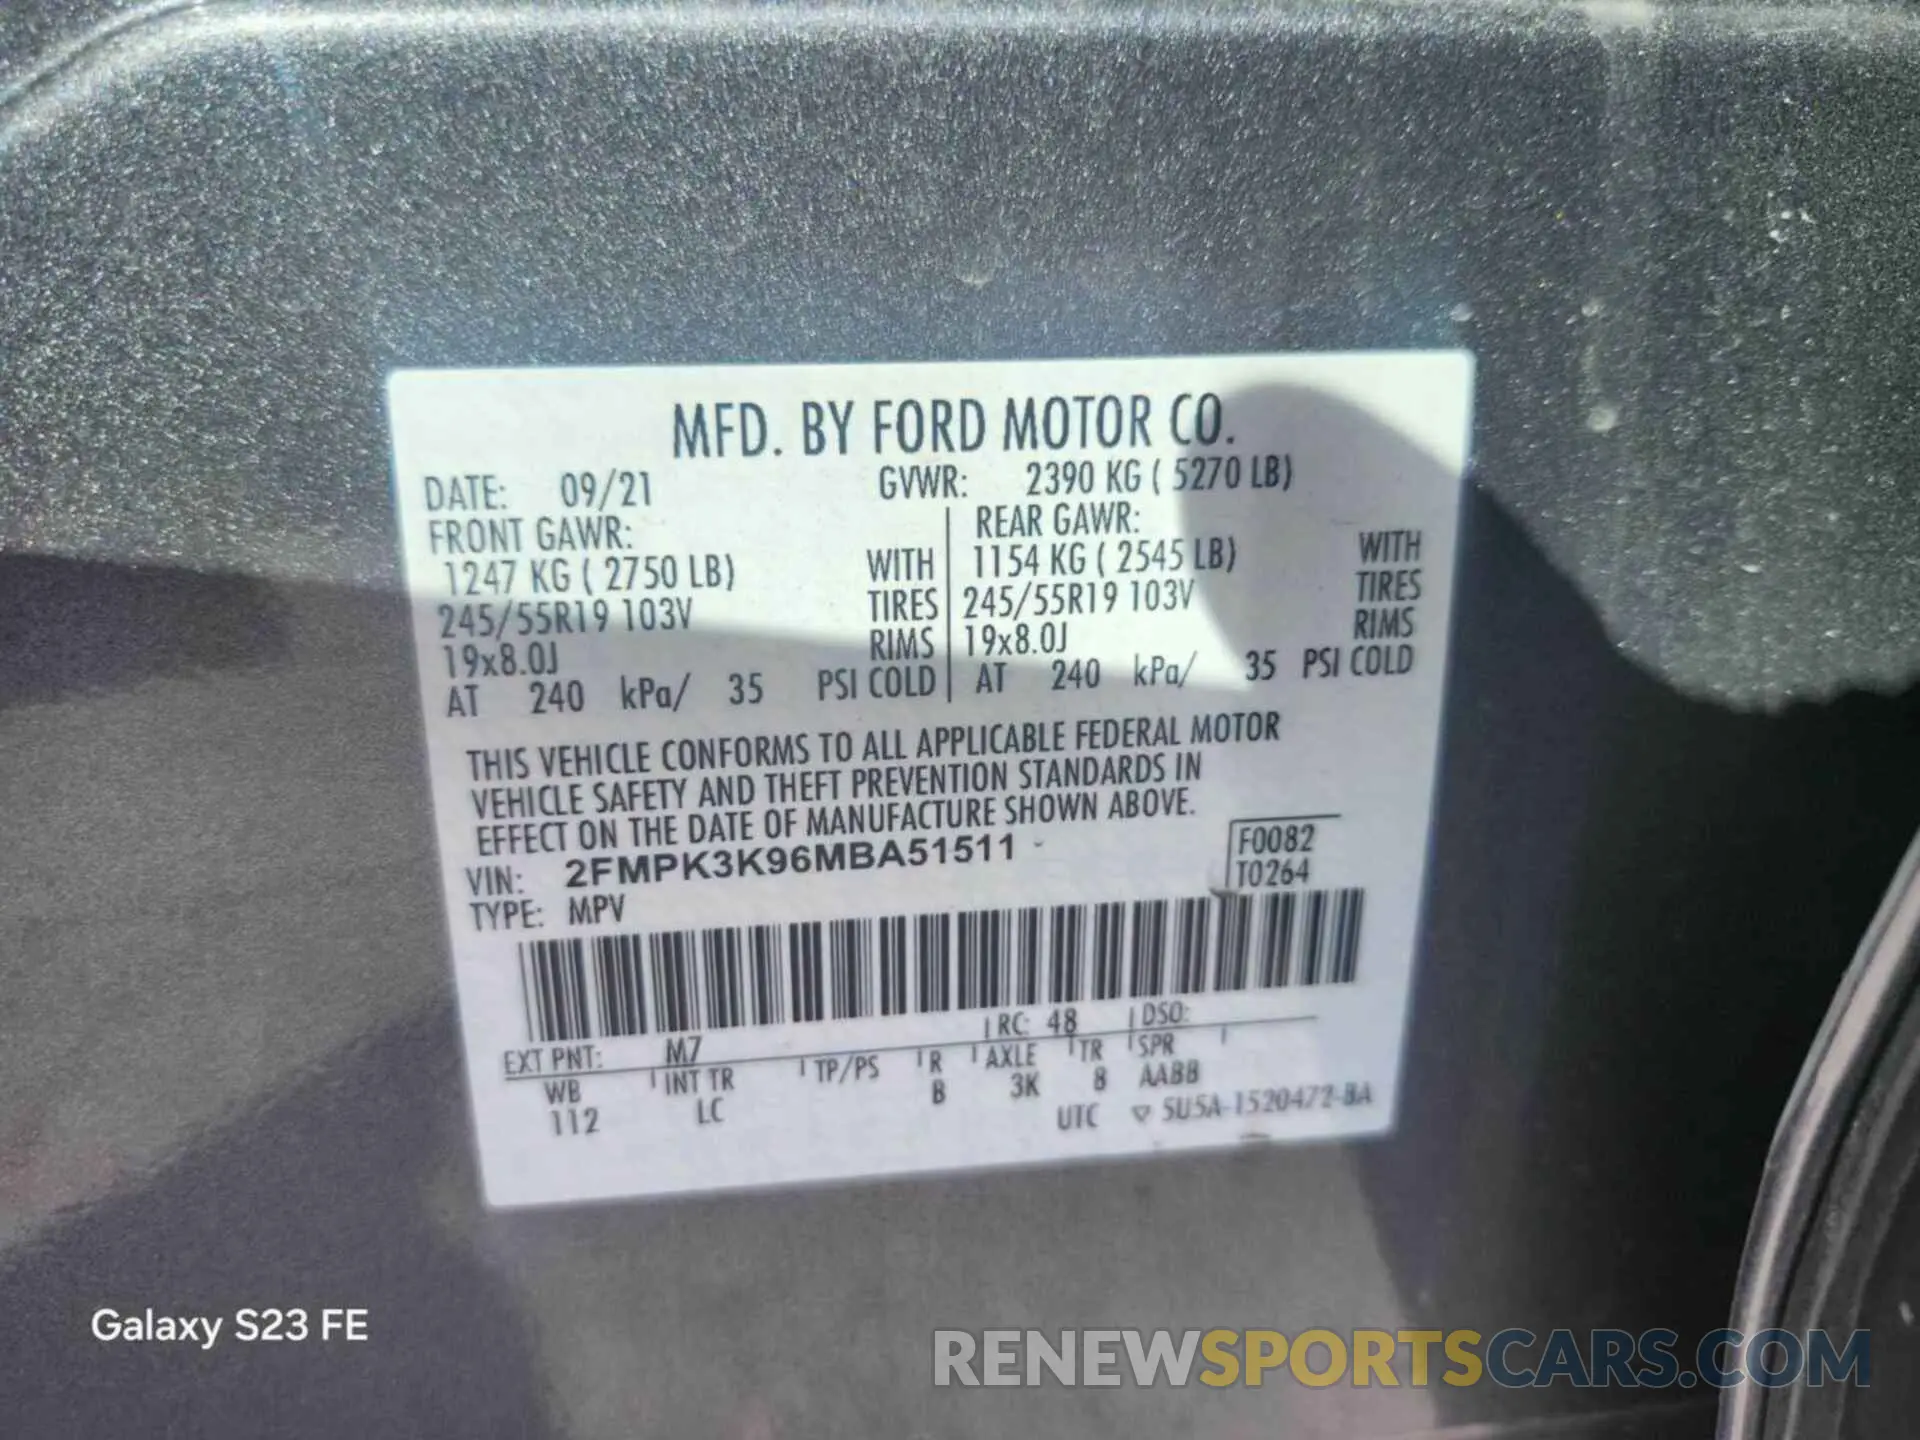 MFD. BY FORD MOTOR CO.
DATE: 09/21 GVWR: 2390 KG ( 5270 LB)
FRONT GAWR: REAR GAWR:
1247 KG ( 2750 LB) WITH 1154 KG ( 2545 LB) WITH
245/55R19 103V TIRES 245/55R19 103V TIRES
19x8.0J RIMS 19x8.0J RIMS
AT 240 kPa/ 35 PSI COLD AT 240 kPa/ 35 PSI COLD
THIS VEHICLE CONFORMS TO ALL APPLICABLE FEDERAL MOTOR
VEHICLE SAFETY AND THEFT PREVENTION STANDARDS IN
EFFECT ON THE DATE OF MANUFACTURE SHOWN ABOVE.
VIN: 2FMPK3K96MBA51511 F0082
TYPE: MPV T0264
EXT PNT: M7 RC: 48 DSO:
WB INT TR TP/PS R AXLE TR SPR
112 LC B 3K 8 AABB
UTC ▽ 5U5A-1520472-BA
Galaxy S23 FE
RENEWSPORTSCARS.COM